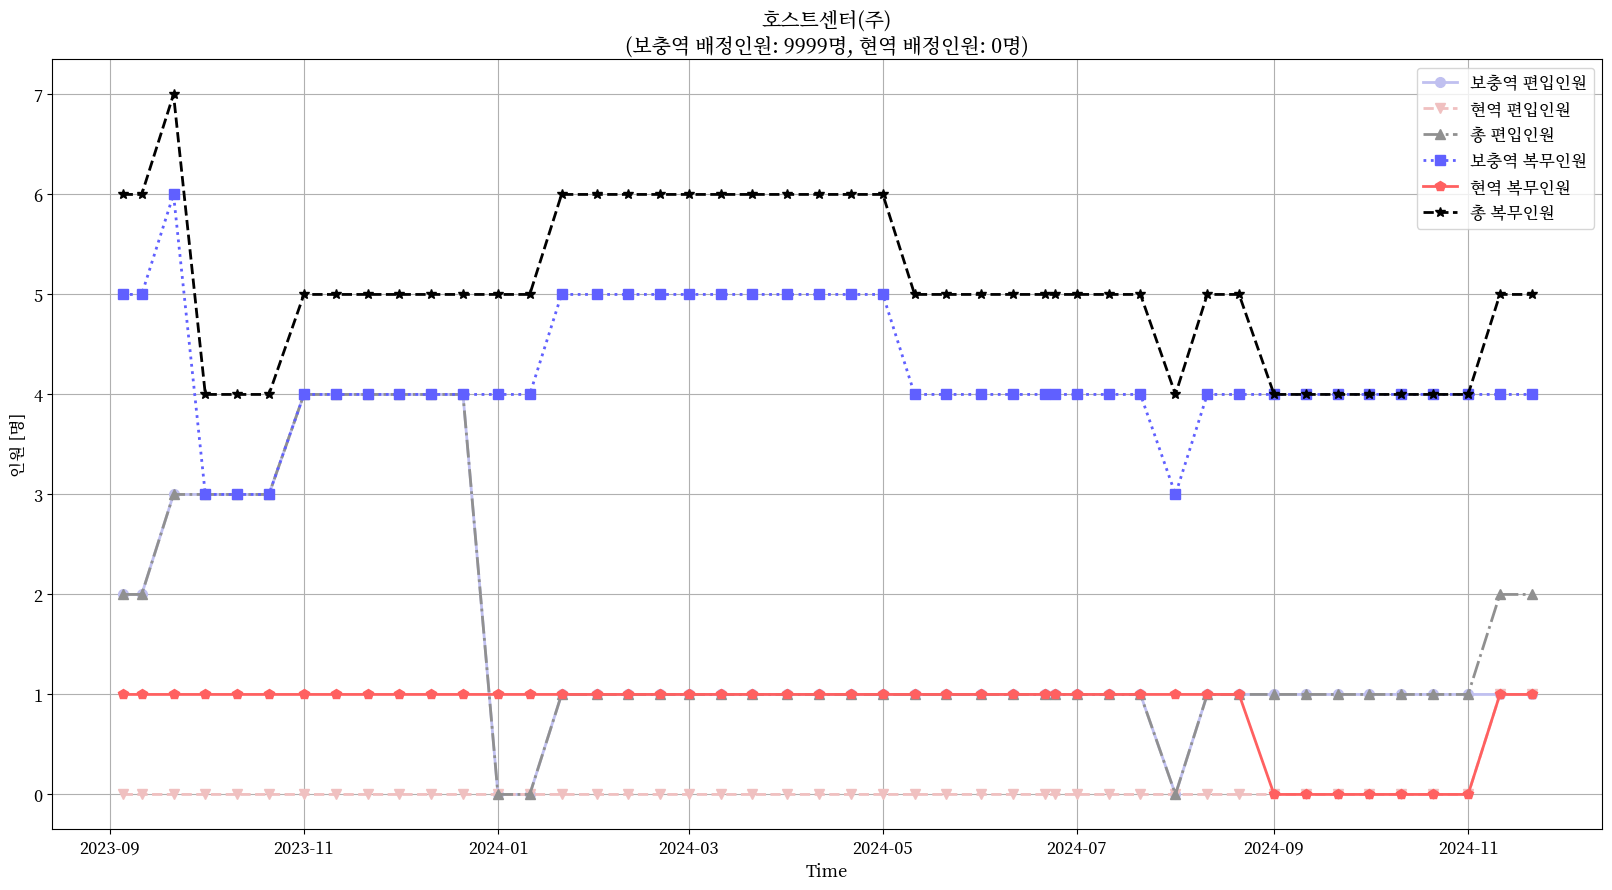 호스트센터(주)
(보충역 배정인원: 9999명, 현역 배정인원: 0명)
보충역 편입인원
현역 편입인원
총 편입인원
보충역 복무인원
현역 복무인원
총 복무인원
7
6
5
4
3
2
1
0
인원 [명]
2023-09
2023-11
2024-01
2024-03
2024-05
2024-07
2024-09
2024-11
Time